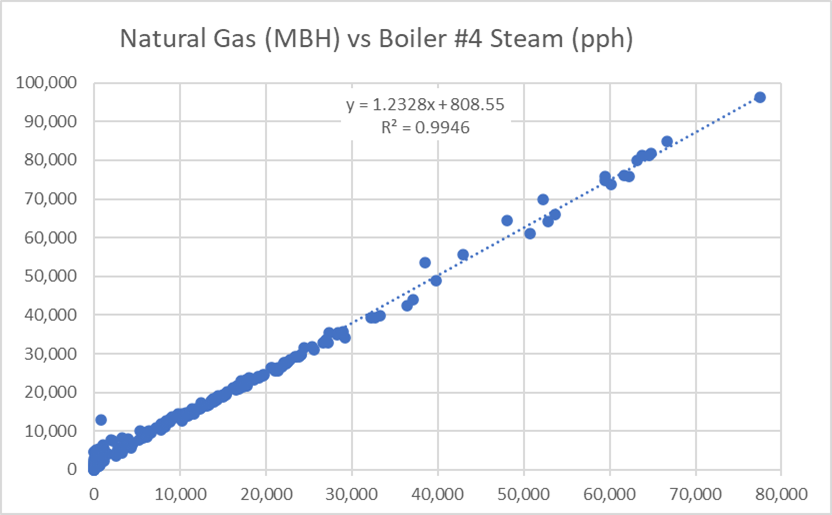 Natural Gas (MBH) vs Boiler #4 Steam (pph)
100,000
90,000
80,000
70,000
60,000
50,000
40,000
30,000
20,000
10,000
0
y = 1.2328x + 808.55
R² = 0.9946
0 10,000 20,000 30,000 40,000 50,000 60,000 70,000 80,000